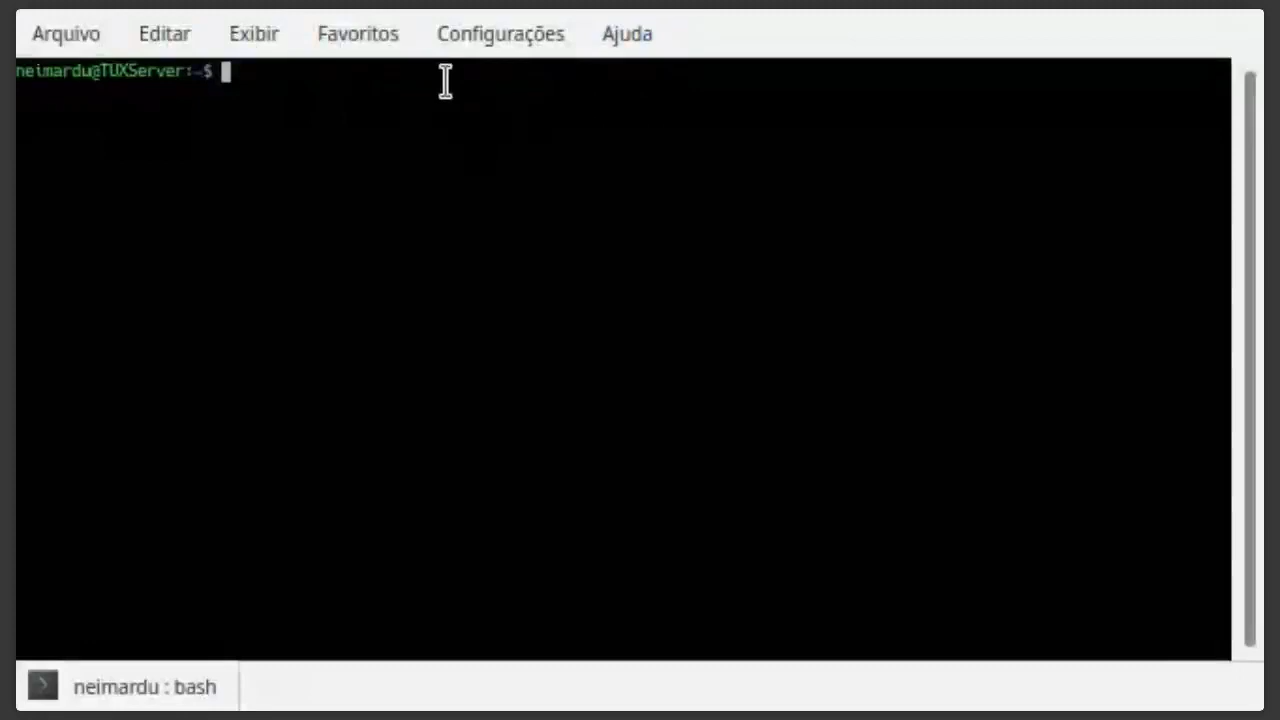 Arquivo Editar Exibir Favoritos Configurações Ajuda
neimardu@TUXServer:~$
neimardu : bash